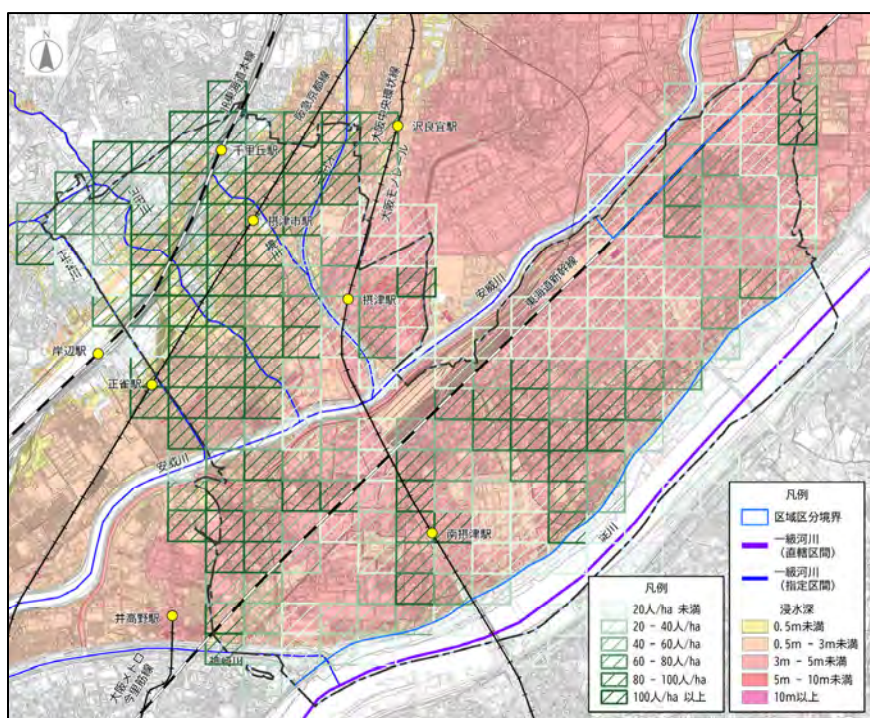 N
JR東海道本線
阪急京都線
大阪中央環状線
大阪モノレール
沢良宜駅
千里丘駅
摂津市駅
摂津駅
安威川
東海道新幹線
岸辺駅
正雀駅
安威川
南摂津駅
淀川
井高野駅
大阪メトロ
今里筋線
神崎川
凡例
20人/ha 未満
20 - 40人/ha
40 - 60人/ha
60 - 80人/ha
80 - 100人/ha
100人/ha 以上
凡例
区域区分境界
一級河川
(直轄区間)
一級河川
(指定区間)
浸水深
0.5m未満
0.5m - 3m未満
3m - 5m未満
5m - 10m未満
10m以上